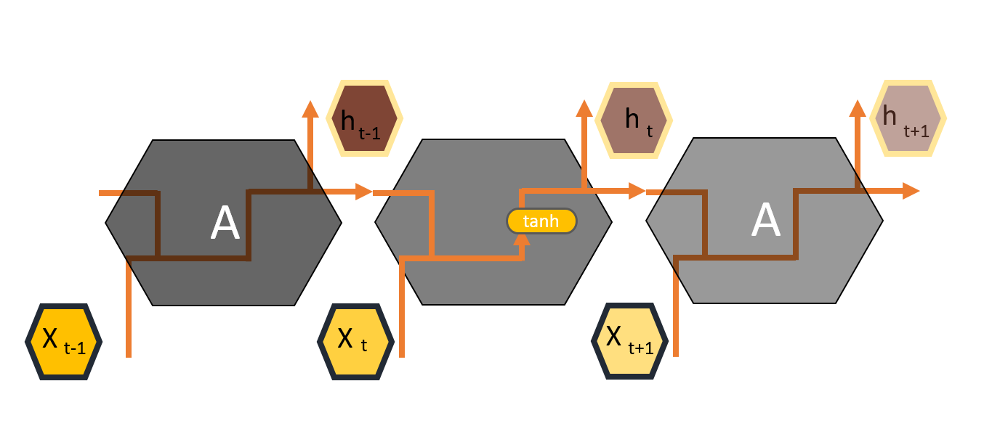 h t-1
h t
h t+1
A
tanh
A
X t-1
X t
X t+1